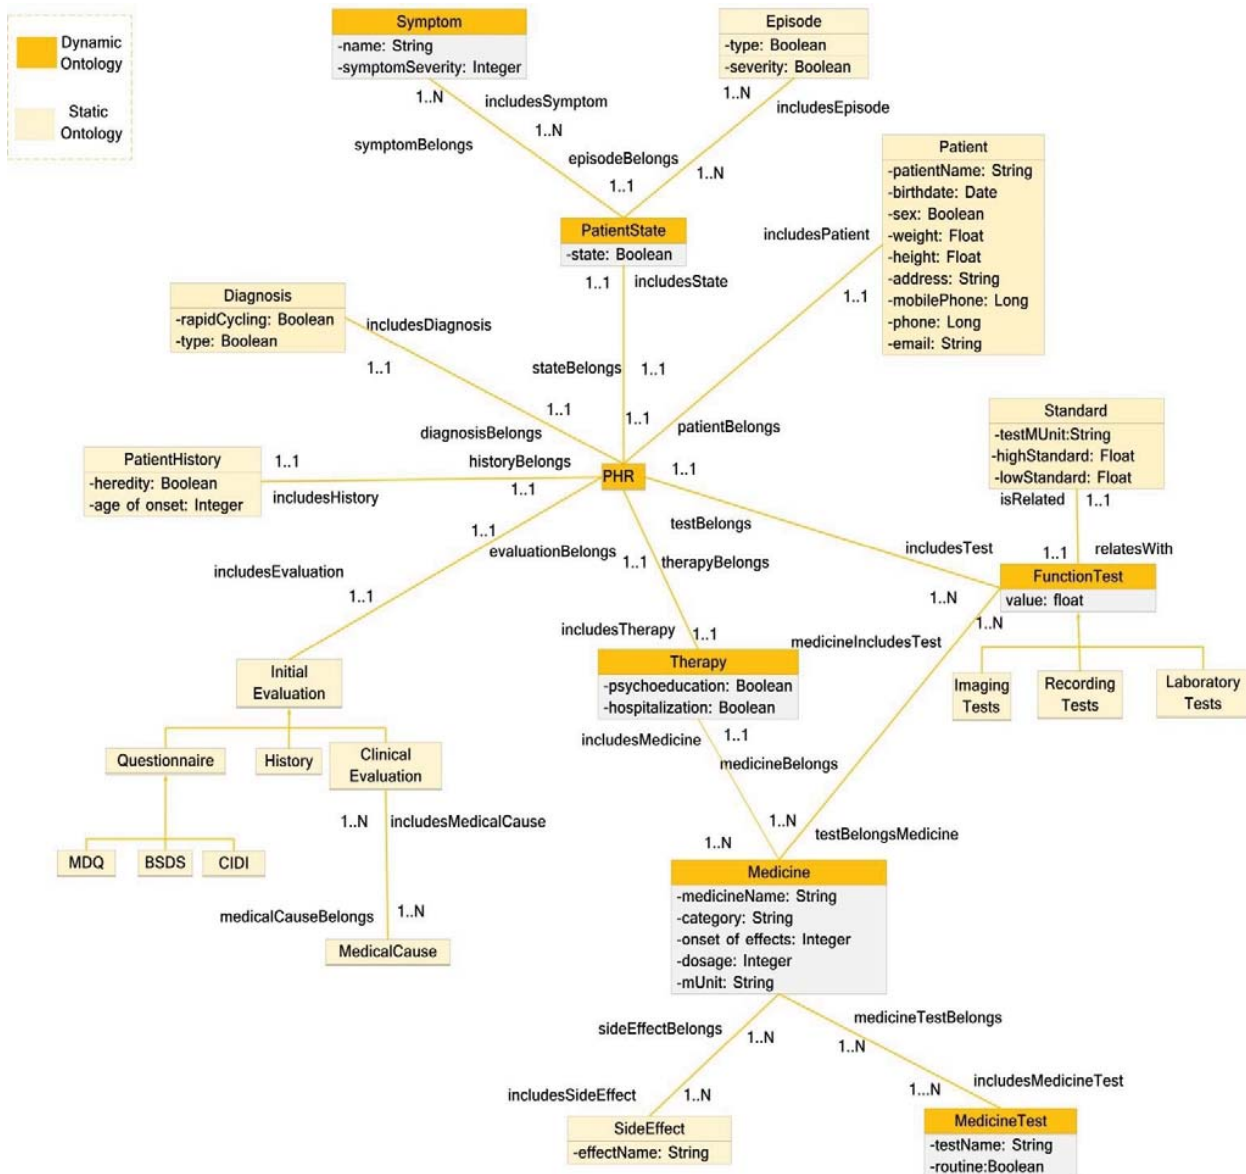 Dynamic
Ontology
Static
Ontology
Symptom
-name: String
-symptomSeverity: Integer
Episode
-type: Boolean
-severity: Boolean
1..N
includesSymptom
1..N
symptomBelongs
1..N
includesEpisode
episodeBelongs
1..N
1..1
Patient
-patientName: String
-birthdate: Date
-sex: Boolean
-weight: Float
-height: Float
-address: String
-mobilePhone: Long
-phone: Long
-email: String
PatientState
-state: Boolean
includesPatient
1..1
1..1
includesState
Diagnosis
-rapidCycling: Boolean
-type: Boolean
includesDiagnosis
1..1
stateBelongs
1..1
1..1
1..1
diagnosisBelongs
patientBelongs
Standard
-testMUnit:String
-highStandard: Float
-lowStandard: Float
PatientHistory
-heredity: Boolean
-age of onset: Integer
1..1
includesHistory
historyBelongs
1..1
PHR
1..1
isRelated
1..1
testBelongs
1..1
evaluationBelongs
includesEvaluation
1..1
1..1
therapyBelongs
includesTest
1..1
relatesWith
FunctionTest
value: float
1..N
1..N
includesTherapy
1..1
medicineIncludesTest
Therapy
-psychoeducation: Boolean
-hospitalization: Boolean
Imaging
Tests
Recording
Tests
Laboratory
Tests
Initial
Evaluation
Questionnaire
History
Clinical
Evaluation
includesMedicine
1..1
medicineBelongs
1..N
includesMedicalCause
1..N
testBelongsMedicine
1..N
MDQ
BSDS
CIDI
medicalCauseBelongs
1..N
MedicalCause
Medicine
-medicineName: String
-category: String
-onset of effects: Integer
-dosage: Integer
-mUnit: String
sideEffectBelongs
1..N
medicineTestBelongs
1..N
includesSideEffect
1..N
1...N
includesMedicineTest
SideEffect
-effectName: String
MedicineTest
-testName: String
-routine:Boolean